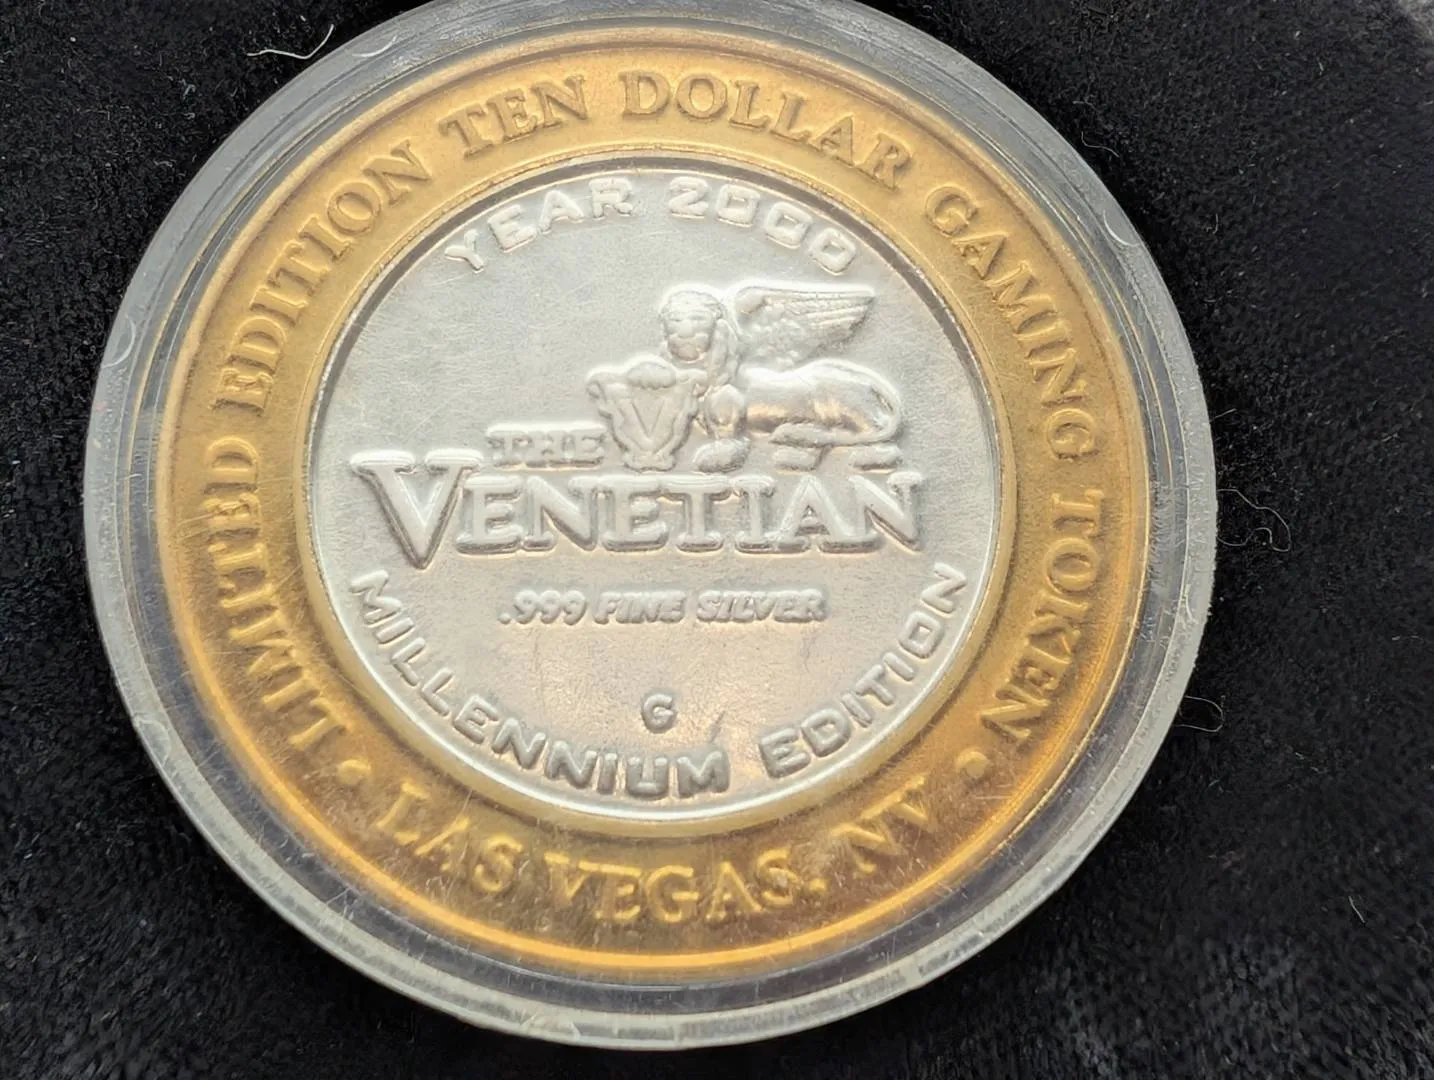 LIMITED EDITION TEN DOLLAR GAMING TOKEN
• LAS VEGAS, NV •
YEAR 2000
V
THE
VENETIAN
.999 FINE SILVER
G
MILLENNIUM EDITION